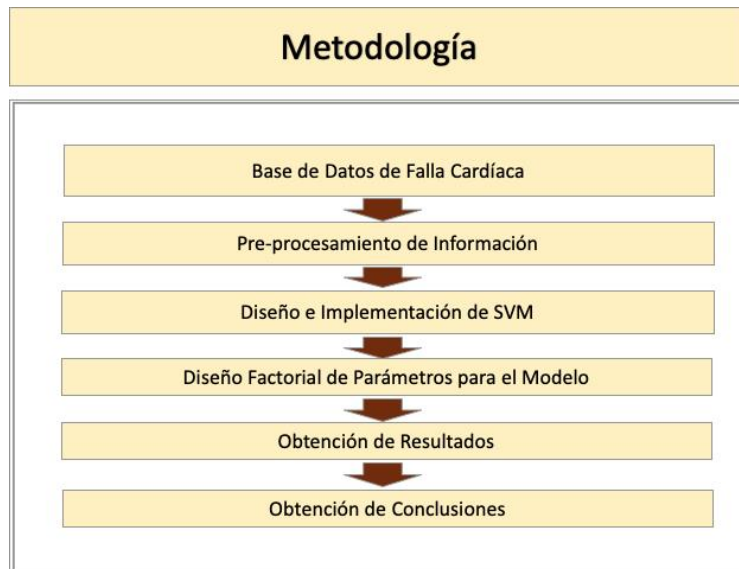 Metodología
Base de Datos de Falla Cardíaca
Pre-procesamiento de Información
Diseño e Implementación de SVM
Diseño Factorial de Parámetros para el Modelo
Obtención de Resultados
Obtención de Conclusiones